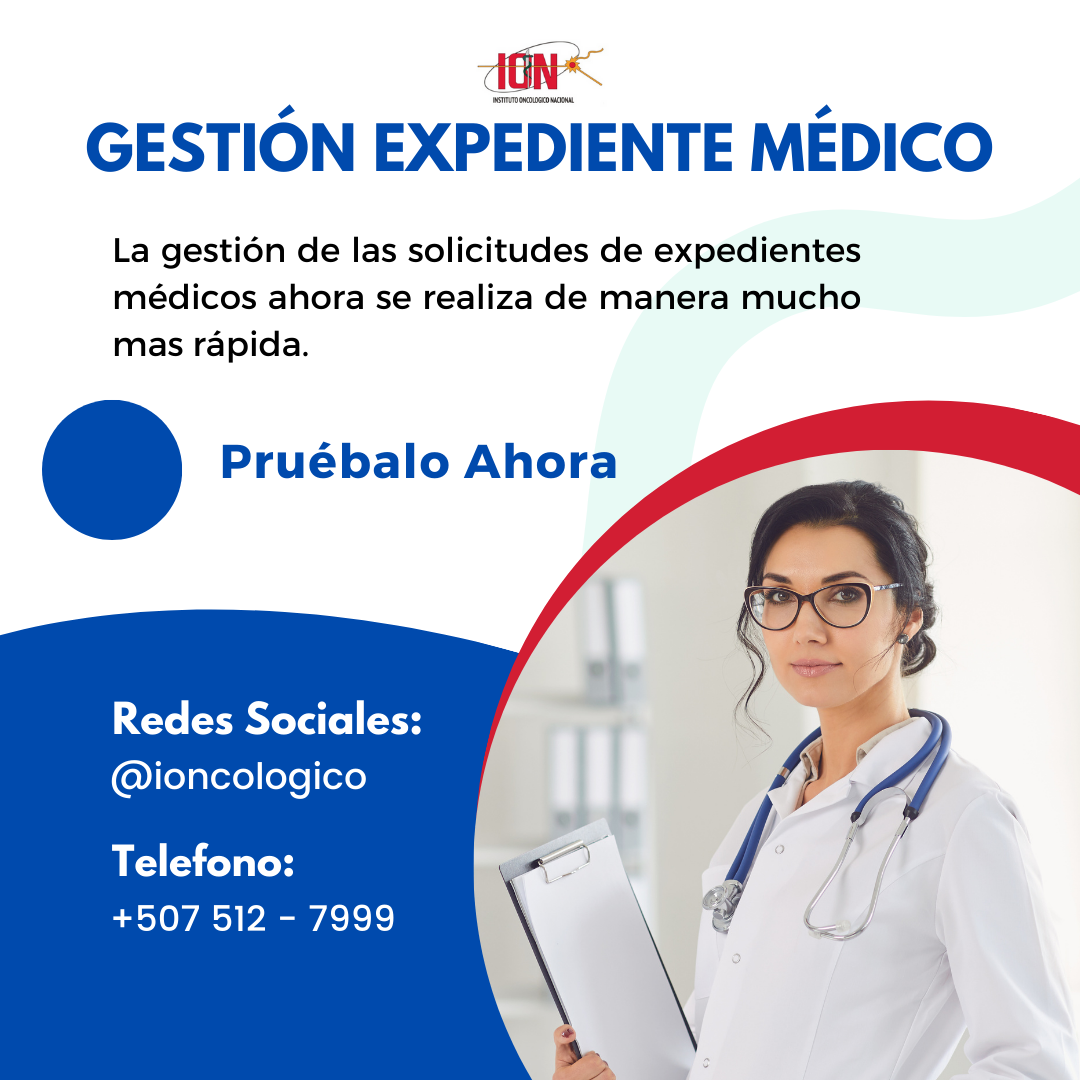 ION
INSTITUTO ONCOLOGICO NACIONAL
GESTIÓN EXPEDIENTE MÉDICO
La gestión de las solicitudes de expedientes
médicos ahora se realiza de manera mucho
mas rápida.
Pruébalo Ahora
Redes Sociales:
@ioncologico
Telefono:
+507 512 - 7999